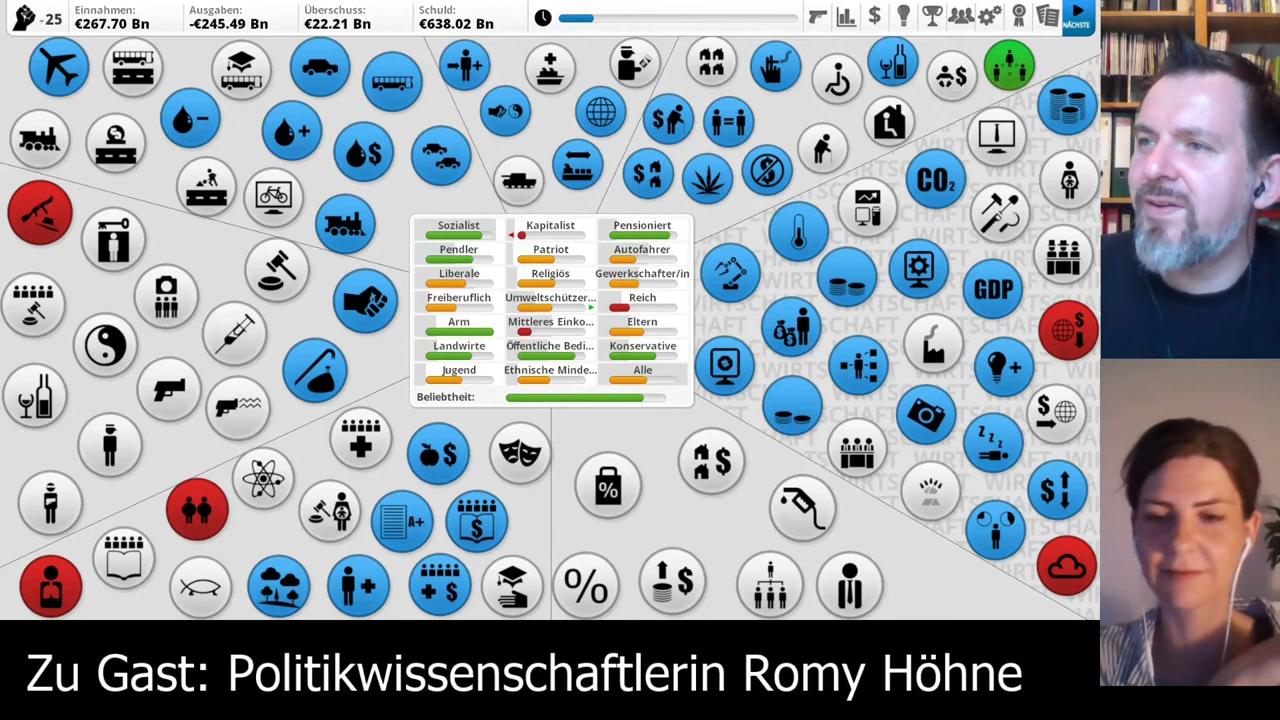 -25
Einnahmen:
€267.70 Bn
Ausgaben:
-€245.49 Bn
Überschuss:
€22.21 Bn
Schuld:
€638.02 Bn
NÄCHSTE
Sozialist
Kapitalist
Pensioniert
Pendler
Patriot
Autofahrer
Liberale
Religiös
Gewerkschafter/in
Freiberuflich
Umweltschützer...
Reich
Arm
Mittleres Einko...
Eltern
Landwirte
Öffentliche Bedi...
Konservative
Jugend
Ethnische Minde...
Alle
Beliebtheit:
CO₂
GDP
A+
%
WIRTSCHAFT
Zu Gast: Politikwissenschaftlerin Romy Höhne